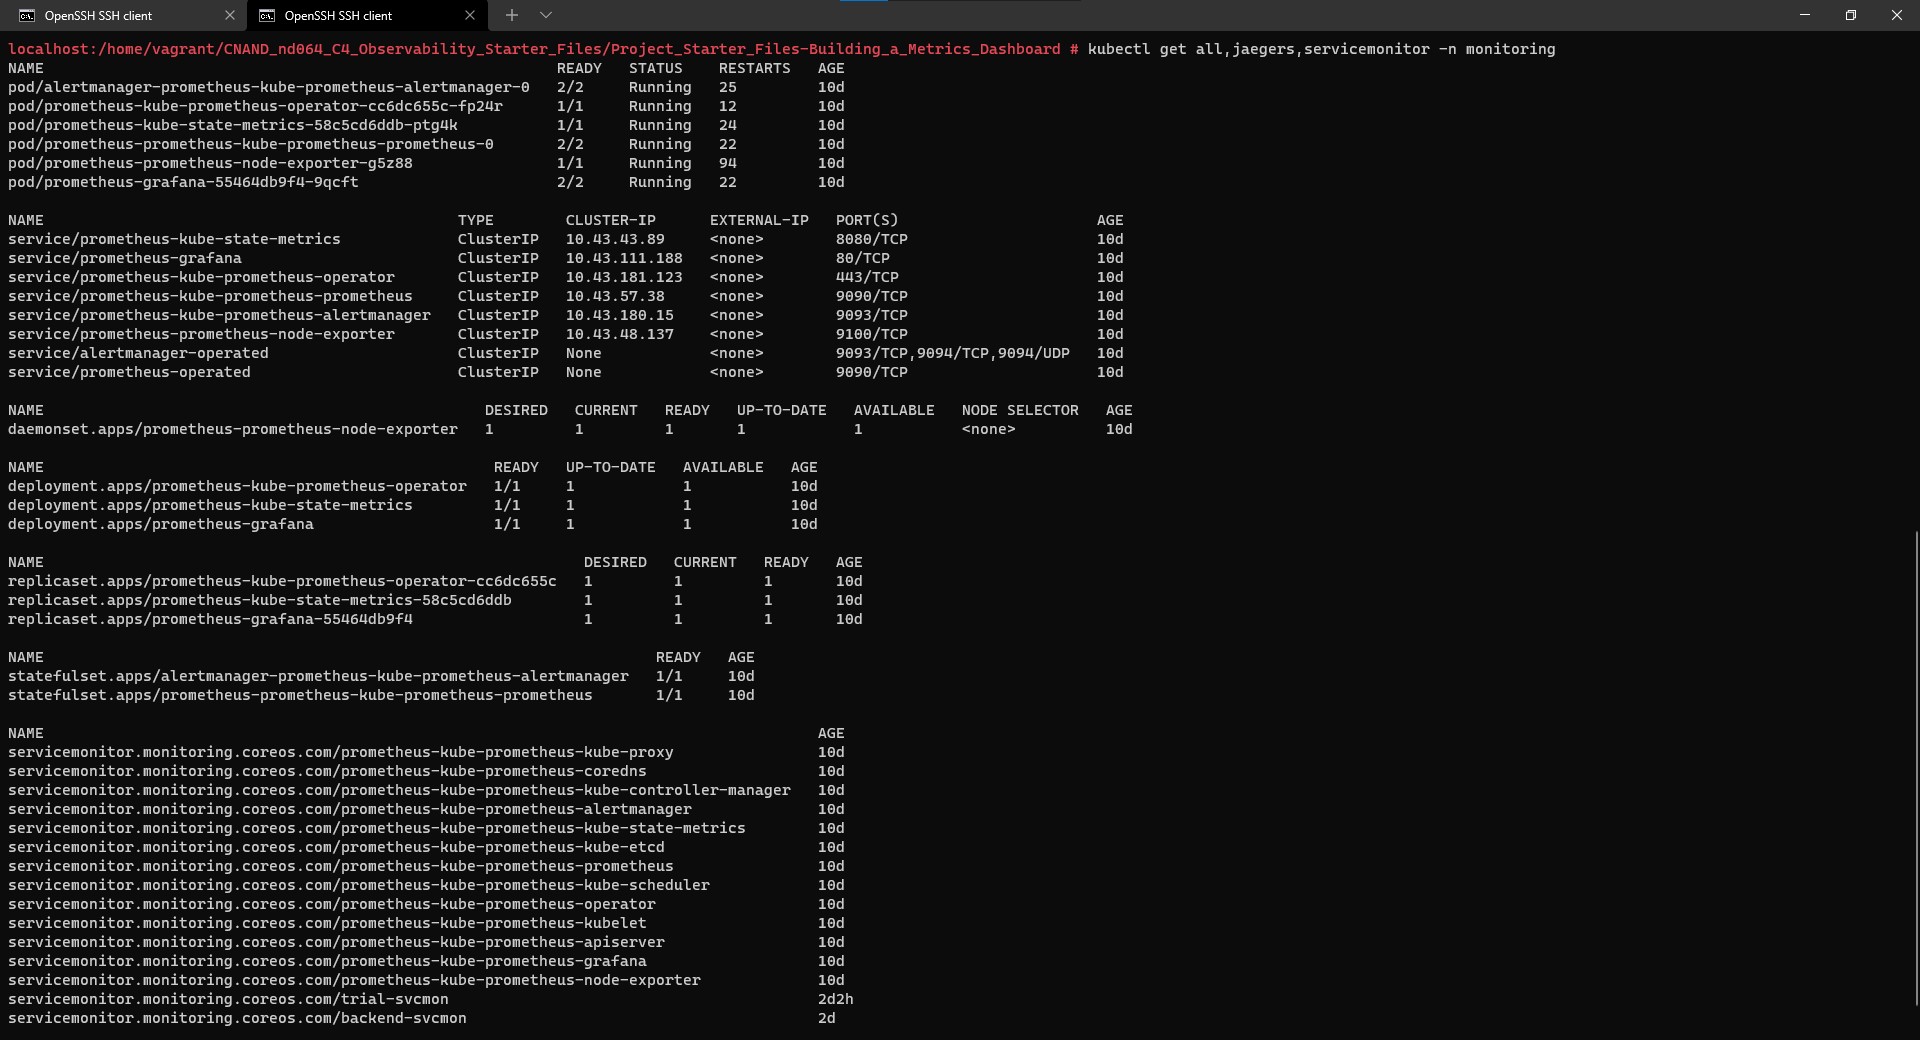 OpenSSH SSH client
OpenSSH SSH client
localhost:/home/vagrant/CNAND_nd064_C4_Observability_Starter_Files/Project_Starter_Files-Building_a_Metrics_Dashboard # kubectl get all,jaegers,servicemonitor -n monitoring
NAME READY STATUS RESTARTS AGE
pod/alertmanager-prometheus-kube-prometheus-alertmanager-0 2/2 Running 25 10d
pod/prometheus-kube-prometheus-operator-cc6dc655c-fp24r 1/1 Running 12 10d
pod/prometheus-kube-state-metrics-58c5cd6ddb-ptg4k 1/1 Running 24 10d
pod/prometheus-prometheus-kube-prometheus-prometheus-0 2/2 Running 22 10d
pod/prometheus-prometheus-node-exporter-g5z88 1/1 Running 94 10d
pod/prometheus-grafana-55464db9f4-9qcft 2/2 Running 22 10d
NAME TYPE CLUSTER-IP EXTERNAL-IP PORT(S) AGE
service/prometheus-kube-state-metrics ClusterIP 10.43.43.89 <none> 8080/TCP 10d
service/prometheus-grafana ClusterIP 10.43.111.188 <none> 80/TCP 10d
service/prometheus-kube-prometheus-operator ClusterIP 10.43.181.123 <none> 443/TCP 10d
service/prometheus-kube-prometheus-prometheus ClusterIP 10.43.57.38 <none> 9090/TCP 10d
service/prometheus-kube-prometheus-alertmanager ClusterIP 10.43.180.15 <none> 9093/TCP 10d
service/prometheus-prometheus-node-exporter ClusterIP 10.43.48.137 <none> 9100/TCP 10d
service/alertmanager-operated ClusterIP None <none> 9093/TCP,9094/TCP,9094/UDP 10d
service/prometheus-operated ClusterIP None <none> 9090/TCP 10d
NAME DESIRED CURRENT READY UP-TO-DATE AVAILABLE NODE SELECTOR AGE
daemonset.apps/prometheus-prometheus-node-exporter 1 1 1 1 1 <none> 10d
NAME READY UP-TO-DATE AVAILABLE AGE
deployment.apps/prometheus-kube-prometheus-operator 1/1 1 1 10d
deployment.apps/prometheus-kube-state-metrics 1/1 1 1 10d
deployment.apps/prometheus-grafana 1/1 1 1 10d
NAME DESIRED CURRENT READY AGE
replicaset.apps/prometheus-kube-prometheus-operator-cc6dc655c 1 1 1 10d
replicaset.apps/prometheus-kube-state-metrics-58c5cd6ddb 1 1 1 10d
replicaset.apps/prometheus-grafana-55464db9f4 1 1 1 10d
NAME READY AGE
statefulset.apps/alertmanager-prometheus-kube-prometheus-alertmanager 1/1 10d
statefulset.apps/prometheus-prometheus-kube-prometheus-prometheus 1/1 10d
NAME AGE
servicemonitor.monitoring.coreos.com/prometheus-kube-prometheus-kube-proxy 10d
servicemonitor.monitoring.coreos.com/prometheus-kube-prometheus-coredns 10d
servicemonitor.monitoring.coreos.com/prometheus-kube-prometheus-kube-controller-manager 10d
servicemonitor.monitoring.coreos.com/prometheus-kube-prometheus-alertmanager 10d
servicemonitor.monitoring.coreos.com/prometheus-kube-prometheus-kube-state-metrics 10d
servicemonitor.monitoring.coreos.com/prometheus-kube-prometheus-kube-etcd 10d
servicemonitor.monitoring.coreos.com/prometheus-kube-prometheus-prometheus 10d
servicemonitor.monitoring.coreos.com/prometheus-kube-prometheus-kube-scheduler 10d
servicemonitor.monitoring.coreos.com/prometheus-kube-prometheus-operator 10d
servicemonitor.monitoring.coreos.com/prometheus-kube-prometheus-kubelet 10d
servicemonitor.monitoring.coreos.com/prometheus-kube-prometheus-apiserver 10d
servicemonitor.monitoring.coreos.com/prometheus-kube-prometheus-grafana 10d
servicemonitor.monitoring.coreos.com/prometheus-kube-prometheus-node-exporter 10d
servicemonitor.monitoring.coreos.com/trial-svcmon 2d2h
servicemonitor.monitoring.coreos.com/backend-svcmon 2d